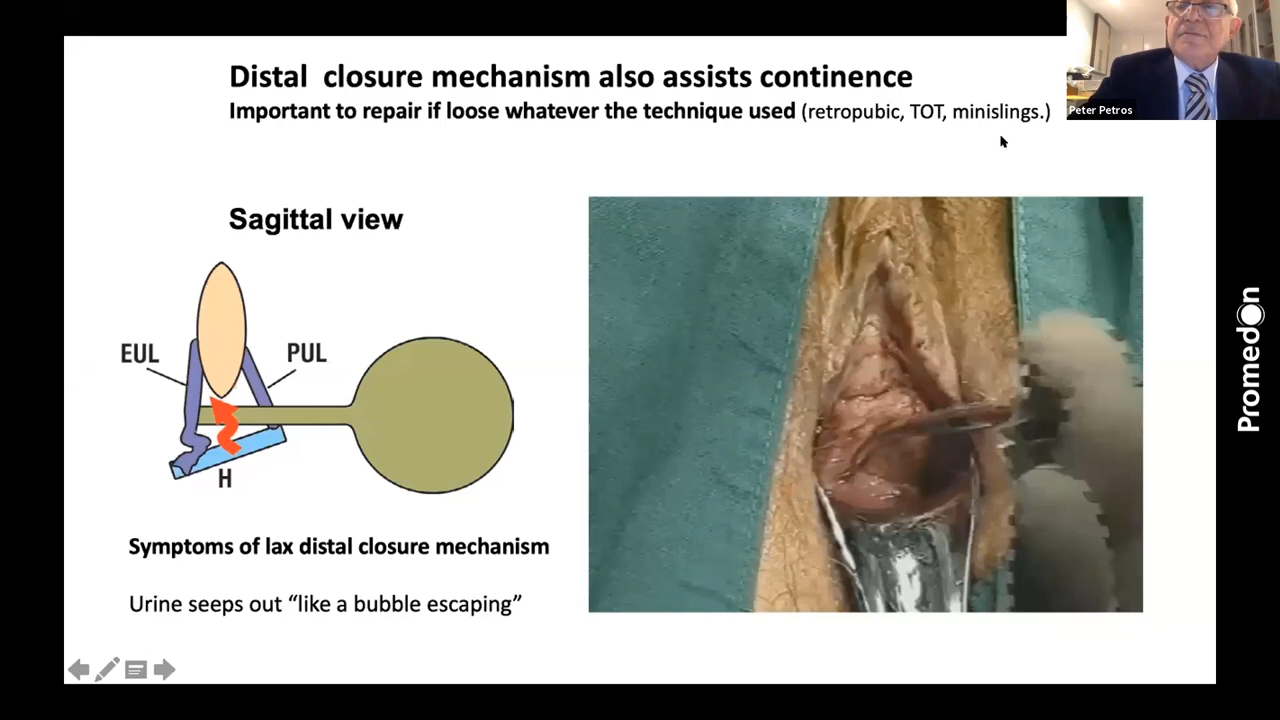 Distal closure mechanism also assists continence
Important to repair if loose whatever the technique used (retropubic, TOT, minislings.)
Peter Petros
Sagittal view
EUL
PUL
H
Promedon
Symptoms of lax distal closure mechanism
Urine seeps out “like a bubble escaping”